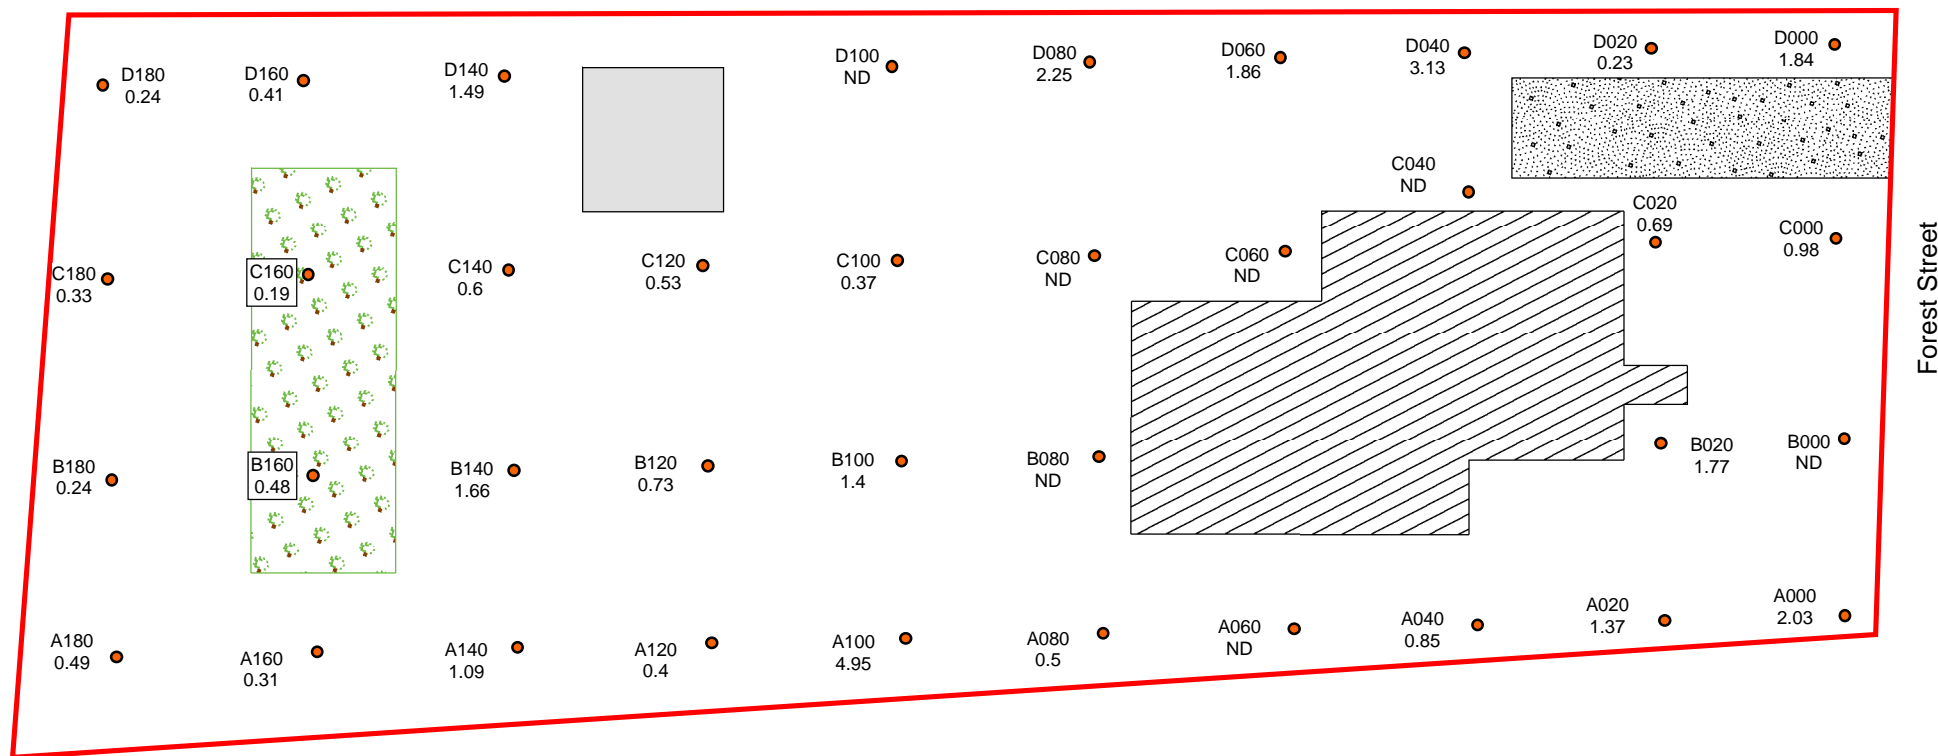 D180
0.24
D160
0.41
D140
1.49
D100
ND
D080
2.25
D060
1.86
D040
3.13
D020
0.23
D000
1.84
C040
ND
C020
0.69
C000
0.98
C180
0.33
C160
0.19
C140
0.6
C120
0.53
C100
0.37
C080
ND
C060
ND
Forest Street
B180
0.24
B160
0.48
B140
1.66
B120
0.73
B100
1.4
B080
ND
B020
1.77
B000
ND
A180
0.49
A160
0.31
A140
1.09
A120
0.4
A100
4.95
A080
0.5
A060
ND
A040
0.85
A020
1.37
A000
2.03